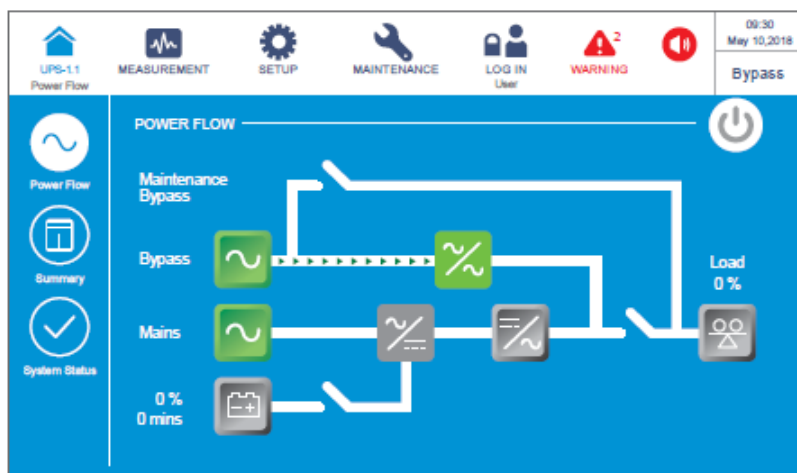 09:30
May 10,2018
UPS-1.1
Power Flow
MEASUREMENT
SETUP
MAINTENANCE
LOG IN
User
2
WARNING
Bypass
POWER FLOW
Power Flow
Maintenance
Bypass
Bypass
Summary
Load
0 %
Mains
System Status
0 %
0 mins